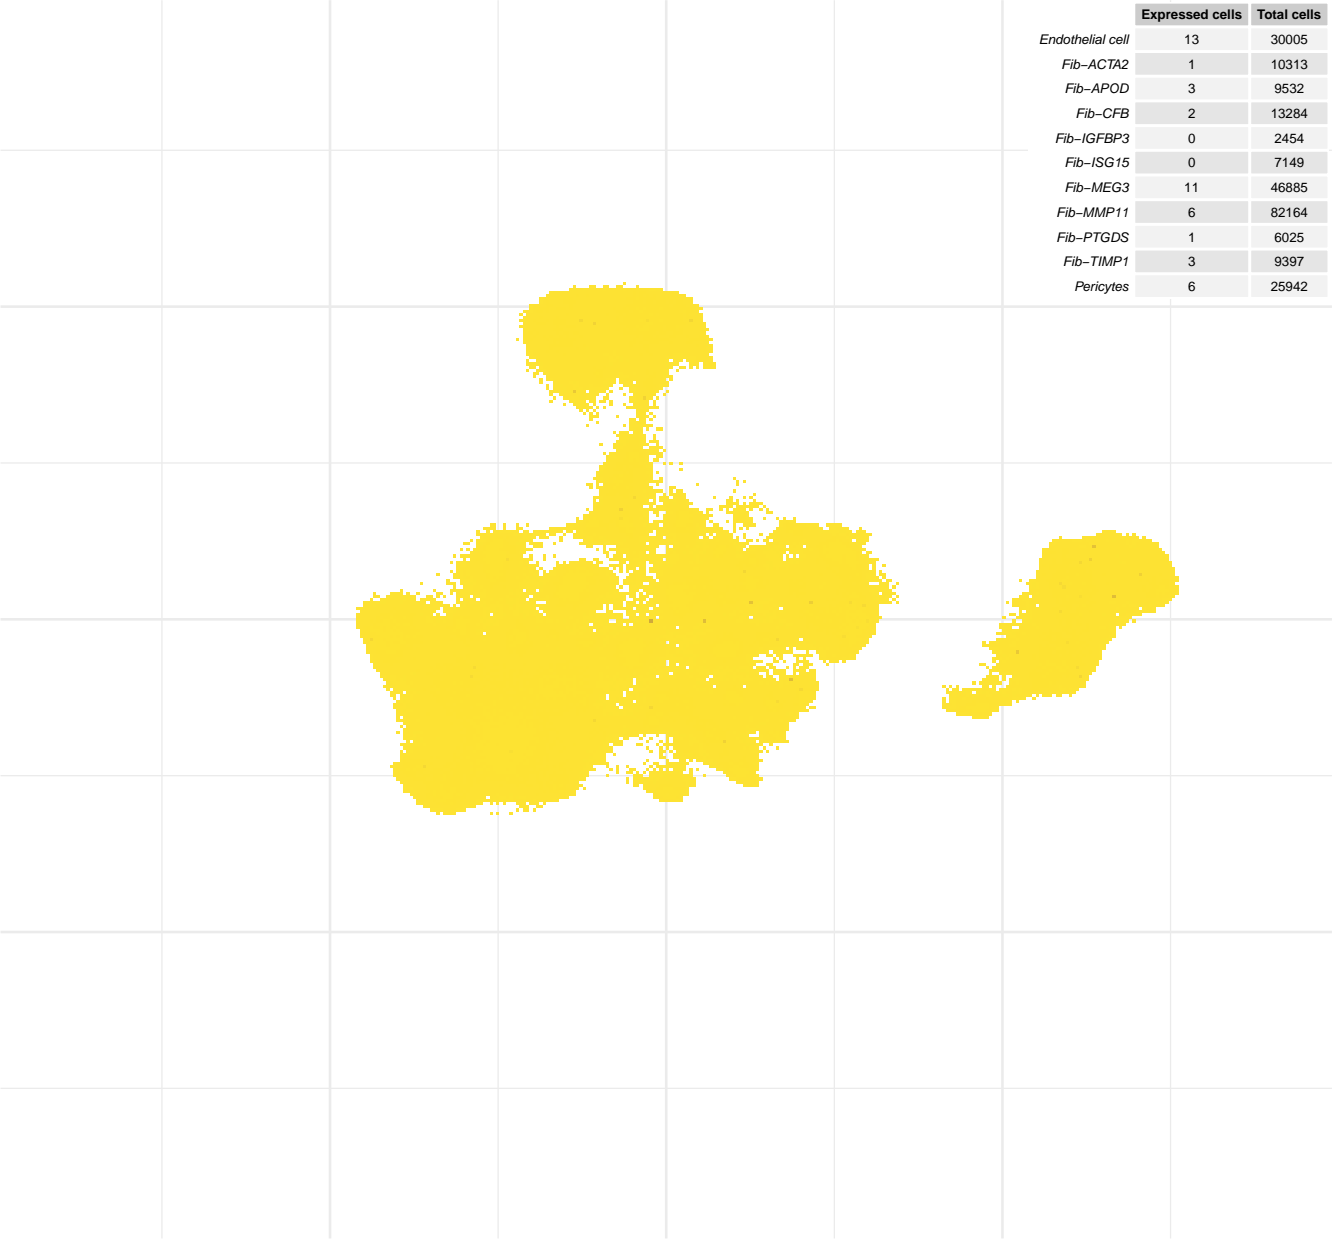 Expressed cells Total cells
Endothelial cell 13 30005
Fib−ACTA2 1 10313
Fib−APOD 3 9532
Fib−CFB 2 13284
Fib−IGFBP3 0 2454
Fib−ISG15 0 7149
Fib−MEG3 11 46885
Fib−MMP11 6 82164
Fib−PTGDS 1 6025
Fib−TIMP1 3 9397
Pericytes 6 25942